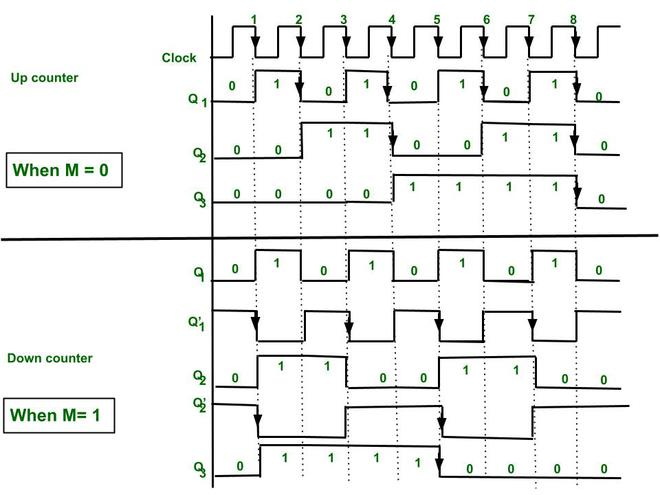 1 2 3 4 5 6 7 8
Clock
Up counter
0 1 0 1 0 1 0 1 0
Q1
0 0 1 1 0 0 1 1 0
Q2
When M = 0
0 0 0 0 1 1 1 1 0
Q3
0 1 0 1 0 1 0 1 0
Q1
Q'1
Down counter
0 1 1 0 0 1 1 0 0
Q2
Q'2
When M= 1
0 1 1 1 1 0 0 0 0
Q3